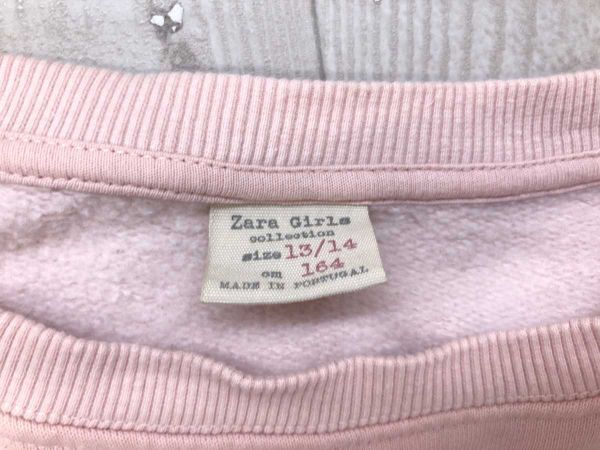 Zara Girls
collection
size 13/14
cm 164
MADE IN PORTUGAL